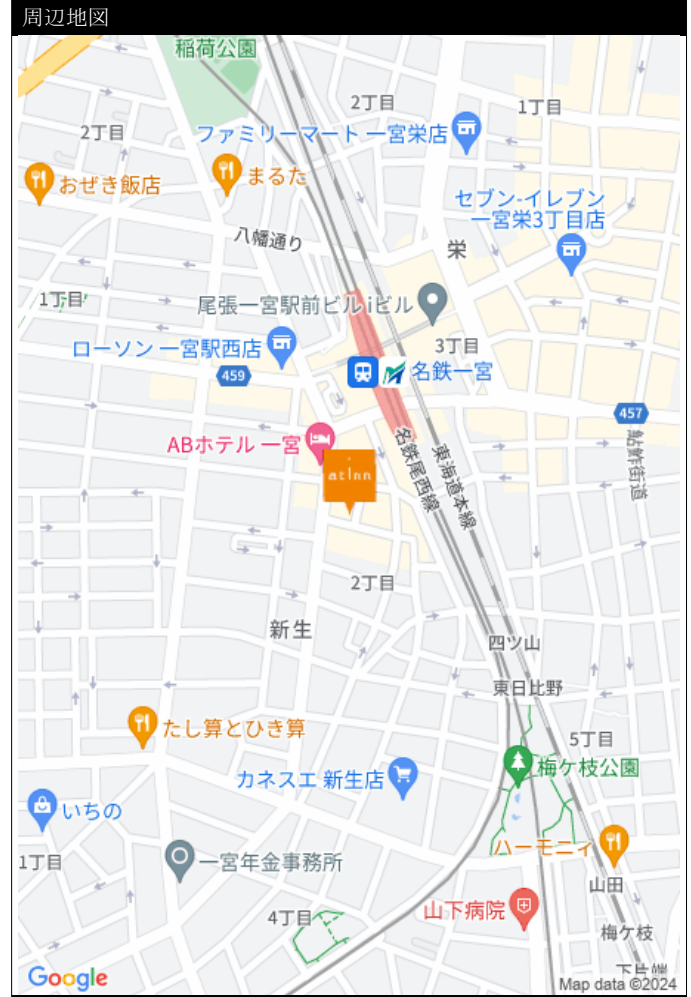 周辺地図
稲荷公園
2丁目
1丁目
2丁目
ファミリーマート 一宮栄店
おぜき飯店
まるた
セブン-イレブン
一宮栄3丁目店
八幡通り
栄
1丁目
尾張一宮駅前ビル iビル
ローソン 一宮駅西店
3丁目
459
名鉄一宮
457
ABホテル 一宮
鮎鮓街道
名鉄尾西線
東海道本線
at inn
2丁目
新生
四ツ山
東日比野
たし算とひき算
5丁目
カネスエ 新生店
梅ケ枝公園
いちの
ハーモニィ
1丁目
一宮年金事務所
山田
4丁目
山下病院
梅ケ枝
下片端
Google
Map data ©2024